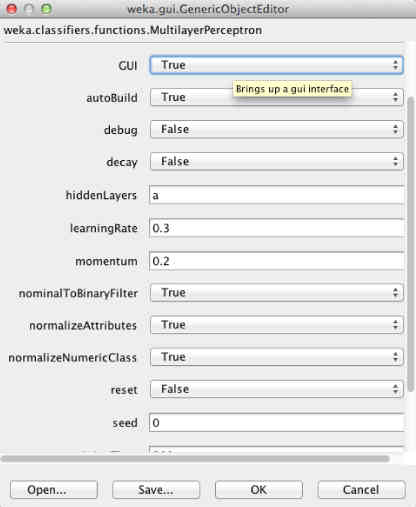 weka.gui.GenericObjectEditor
weka.classifiers.functions.MultilayerPerceptron
GUI True
Brings up a gui interface
autoBuild True
debug False
decay False
hiddenLayers a
learningRate 0.3
momentum 0.2
nominalToBinaryFilter True
normalizeAttributes True
normalizeNumericClass True
reset False
seed 0
Open... Save... OK Cancel